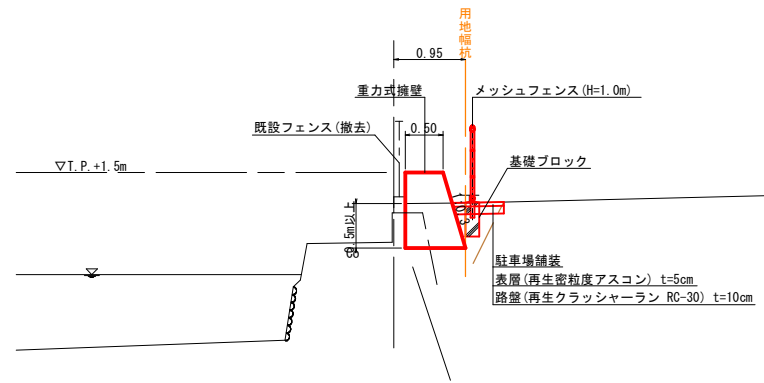 用地幅杭
0.95
重力式擁壁
メッシュフェンス(H=1.0m)
既設フェンス(撤去)
0.50
基礎ブロック
▽T.P.+1.5m
0.5m以上
駐車場舗装
表層(再生密粒度アスコン) t=5cm
路盤(再生クラッシャーラン RC-30) t=10cm